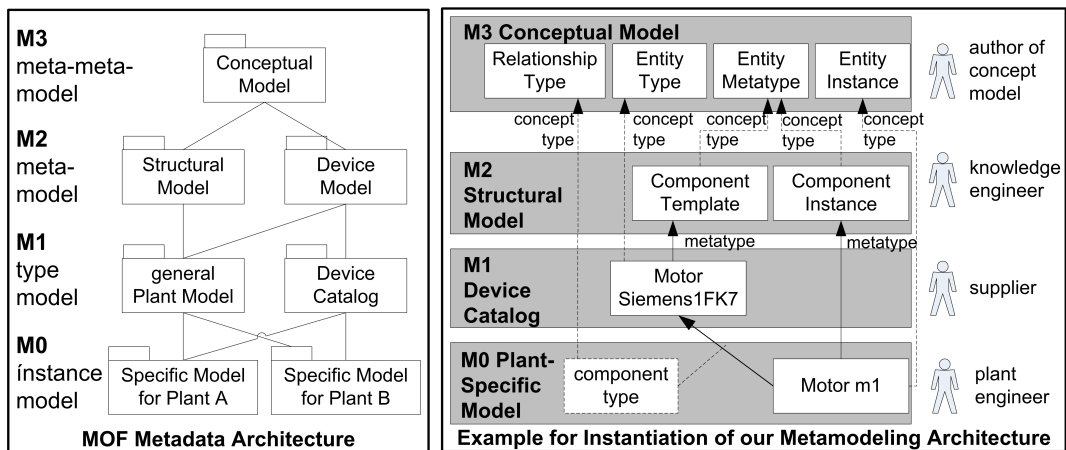 M3
meta-meta-
model
Conceptual
Model
M2
meta-
model
Structural
Model
Device
Model
M1
type
model
general
Plant Model
Device
Catalog
M0
ínstance
model
Specific Model
for Plant A
Specific Model
for Plant B
MOF Metadata Architecture
M3 Conceptual Model
Relationship
Type
Entity
Type
Entity
Metatype
Entity
Instance
author of
concept
model
concept
type
concept
type
concept
type
concept
type
concept
type
M2
Structural
Model
Component
Template
Component
Instance
knowledge
engineer
metatype
metatype
M1
Device
Catalog
Motor
Siemens1FK7
supplier
M0 Plant-
Specific
Model
component
type
Motor m1
plant
engineer
Example for Instantiation of our Metamodeling Architecture